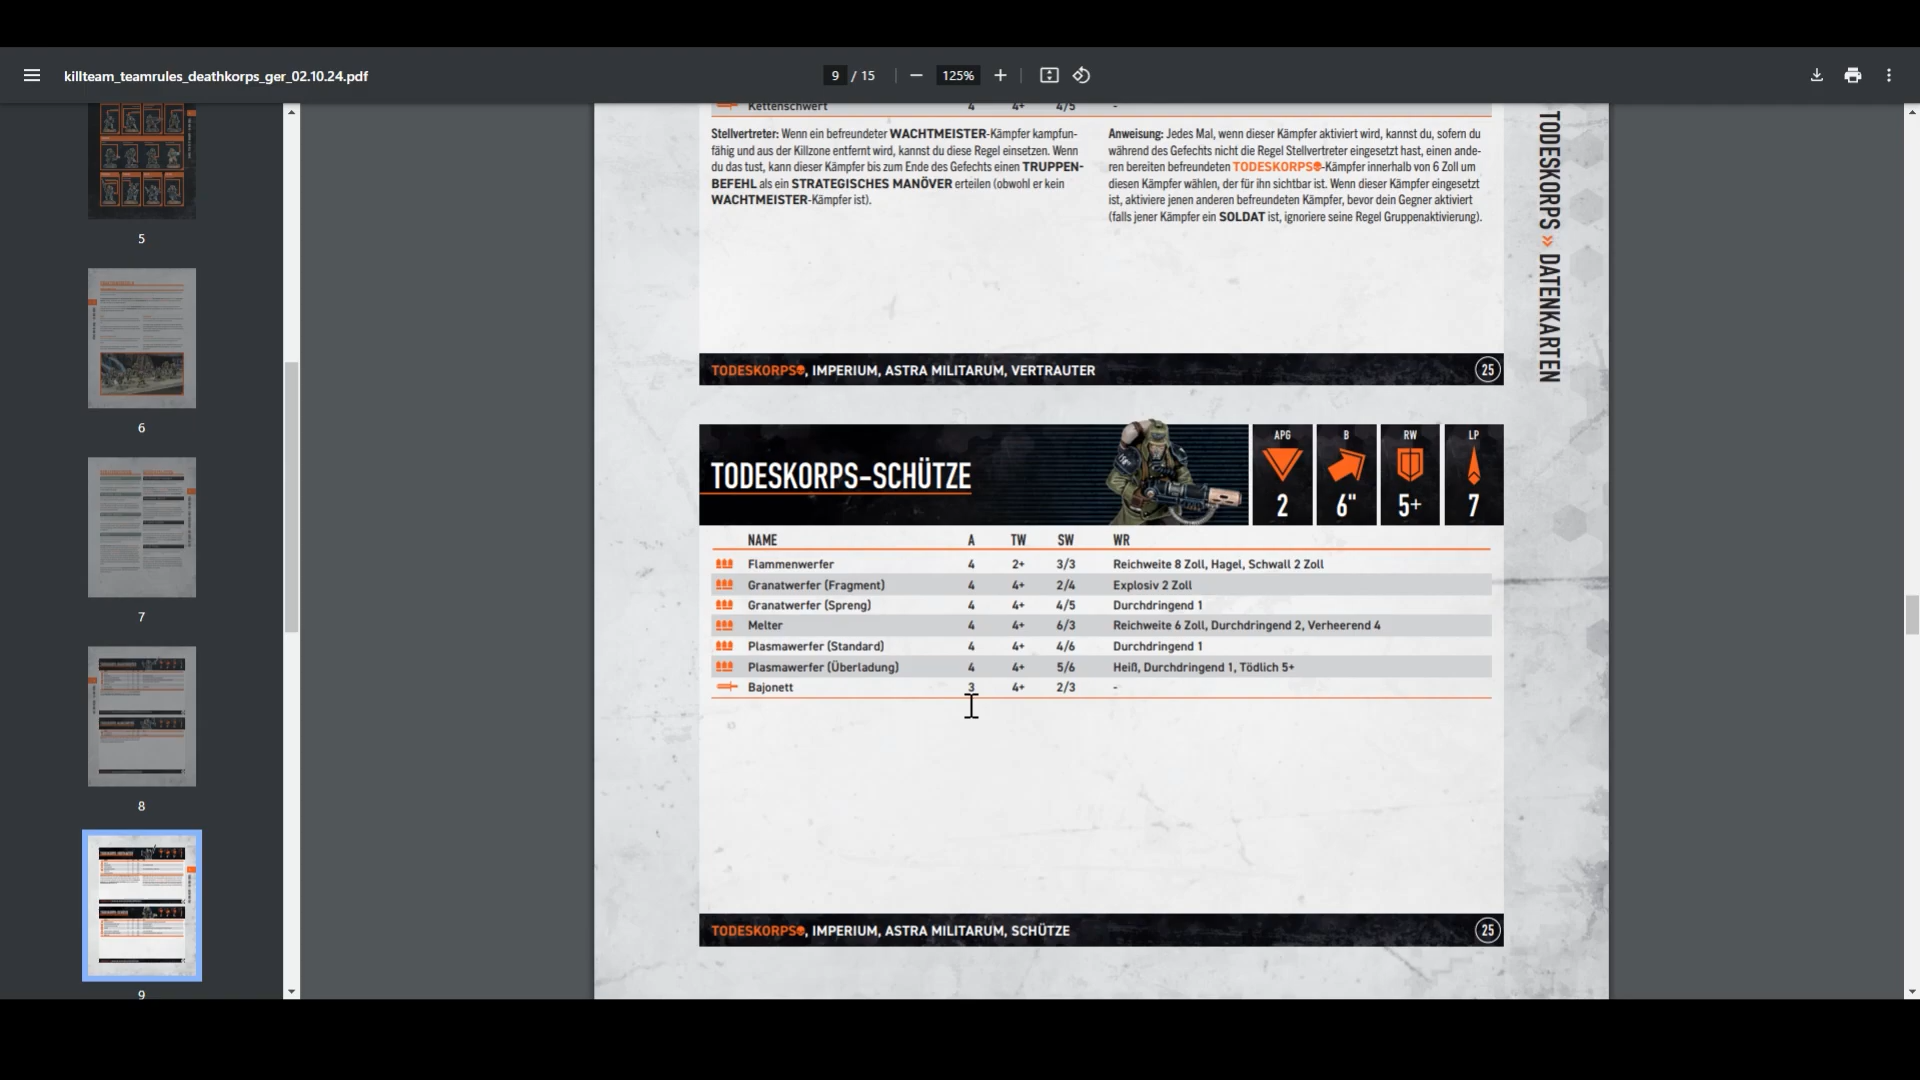 killteam_teamrules_deathkorps_ger_02.10.24.pdf
9 / 15
125%
5
6
7
8
9
Kettenschwert 4 4+ 4/5 -
Stellvertreter: Wenn ein befreundeter WACHTMEISTER-Kämpfer kampfun-
fähig und aus der Killzone entfernt wird, kannst du diese Regel einsetzen. Wenn
du das tust, kann dieser Kämpfer bis zum Ende des Gefechts einen TRUPPEN-
BEFEHL als ein STRATEGISCHES MANÖVER erteilen (obwohl er kein
WACHTMEISTER-Kämpfer ist).
Anweisung: Jedes Mal, wenn dieser Kämpfer aktiviert wird, kannst du, sofern du
während des Gefechts nicht die Regel Stellvertreter eingesetzt hast, einen ande-
ren bereiten befreundeten TODESKORPS-Kämpfer innerhalb von 6 Zoll um
diesen Kämpfer wählen, der für ihn sichtbar ist. Wenn dieser Kämpfer eingesetzt
ist, aktiviere jenen anderen befreundeten Kämpfer, bevor dein Gegner aktiviert
(falls jener Kämpfer ein SOLDAT ist, ignoriere seine Regel Gruppenaktivierung).
TODESKORPS, IMPERIUM, ASTRA MILITARUM, VERTRAUTER 25
TODESKORPS » DATENKARTEN
TODESKORPS-SCHÜTZE
APG B RW LP
2 6" 5+ 7
NAME A TW SW WR
Flammenwerfer 4 2+ 3/3 Reichweite 8 Zoll, Hagel, Schwall 2 Zoll
Granatwerfer (Fragment) 4 4+ 2/4 Explosiv 2 Zoll
Granatwerfer (Spreng) 4 4+ 4/5 Durchdringend 1
Melter 4 4+ 6/3 Reichweite 6 Zoll, Durchdringend 2, Verheerend 4
Plasmawerfer (Standard) 4 4+ 4/6 Durchdringend 1
Plasmawerfer (Überladung) 4 4+ 5/6 Heiß, Durchdringend 1, Tödlich 5+
Bajonett 3 4+ 2/3 -
TODESKORPS, IMPERIUM, ASTRA MILITARUM, SCHÜTZE 25